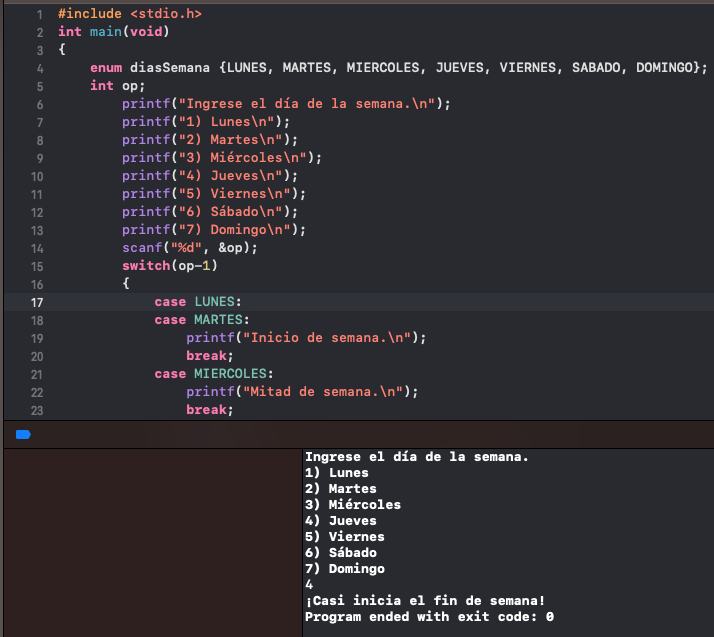 1 #include <stdio.h>
2 int main(void)
3 {
4 enum diasSemana {LUNES, MARTES, MIERCOLES, JUEVES, VIERNES, SABADO, DOMINGO};
5 int op;
6 printf("Ingrese el día de la semana.\n");
7 printf("1) Lunes\n");
8 printf("2) Martes\n");
9 printf("3) Miércoles\n");
10 printf("4) Jueves\n");
11 printf("5) Viernes\n");
12 printf("6) Sábado\n");
13 printf("7) Domingo\n");
14 scanf("%d", &op);
15 switch(op-1)
16 {
17 case LUNES:
18 case MARTES:
19 printf("Inicio de semana.\n");
20 break;
21 case MIERCOLES:
22 printf("Mitad de semana.\n");
23 break;
Ingrese el día de la semana.
1) Lunes
2) Martes
3) Miércoles
4) Jueves
5) Viernes
6) Sábado
7) Domingo
4
¡Casi inicia el fin de semana!
Program ended with exit code: 0